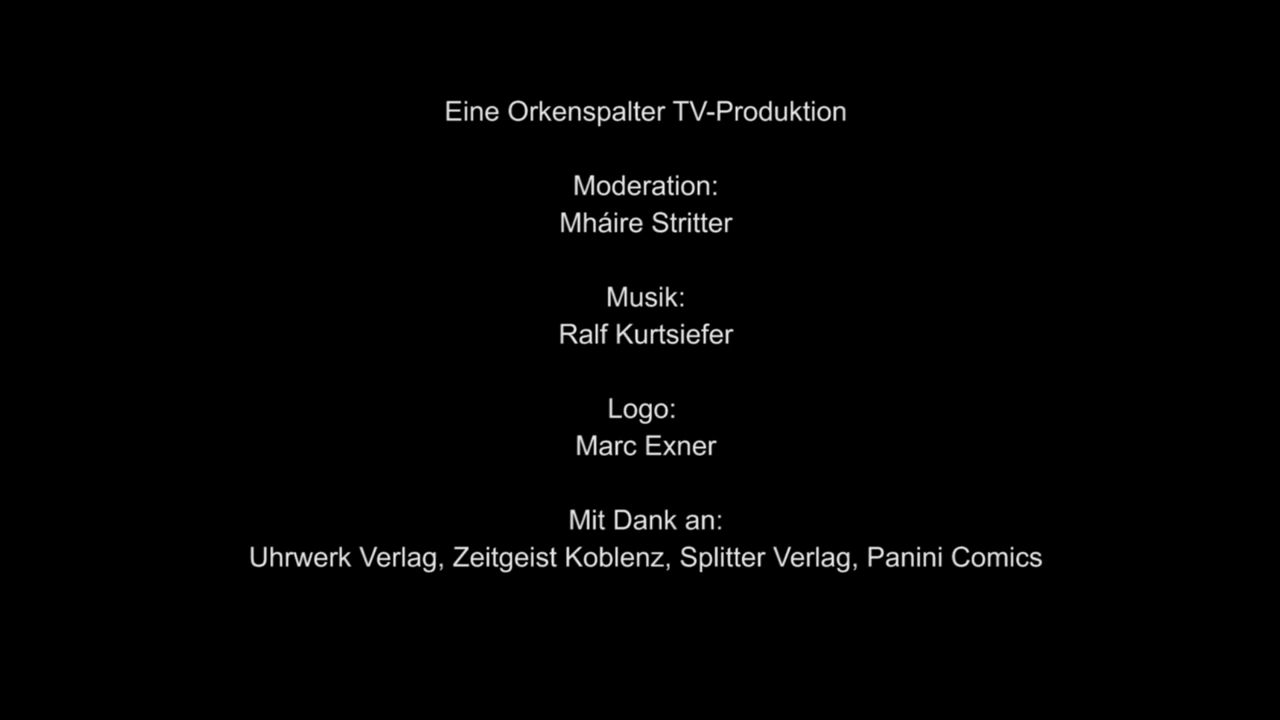 Eine Orkenspalter TV-Produktion
Moderation:
Mháire Stritter
Musik:
Ralf Kurtsiefer
Logo:
Marc Exner
Mit Dank an:
Uhrwerk Verlag, Zeitgeist Koblenz, Splitter Verlag, Panini Comics